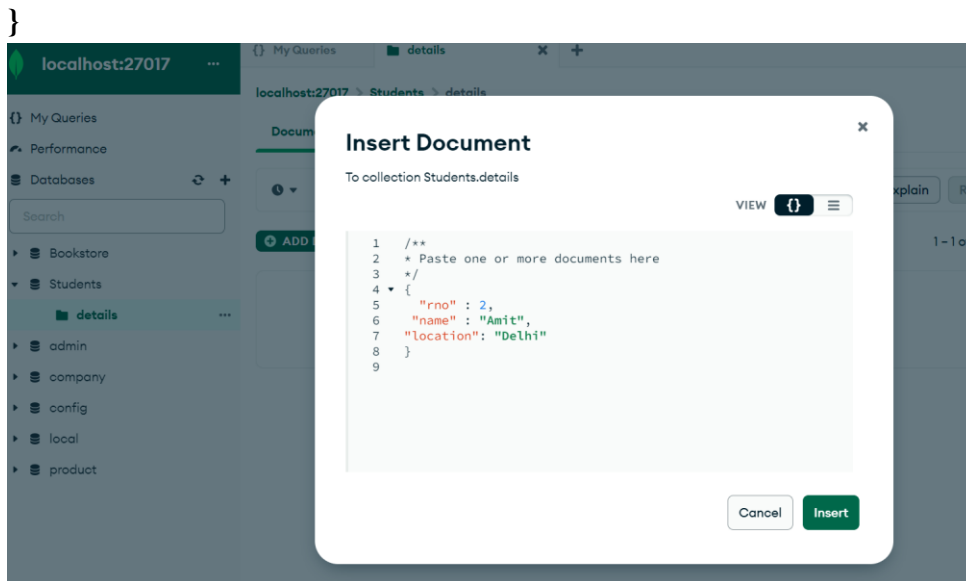 }
localhost:27017 ...
{} My Queries details
localhost:27017 > Students > details
{} My Queries
Performance
Databases
Search
Bookstore
Students
details ...
admin
company
config
local
product
Docum
ADD
xplain
R
1 – 1 o
Insert Document
To collection Students.details
VIEW {}
1 /**
2 * Paste one or more documents here
3 */
4 {
5 "rno" : 2,
6 "name" : "Amit",
7 "location": "Delhi"
8 }
9
Cancel Insert